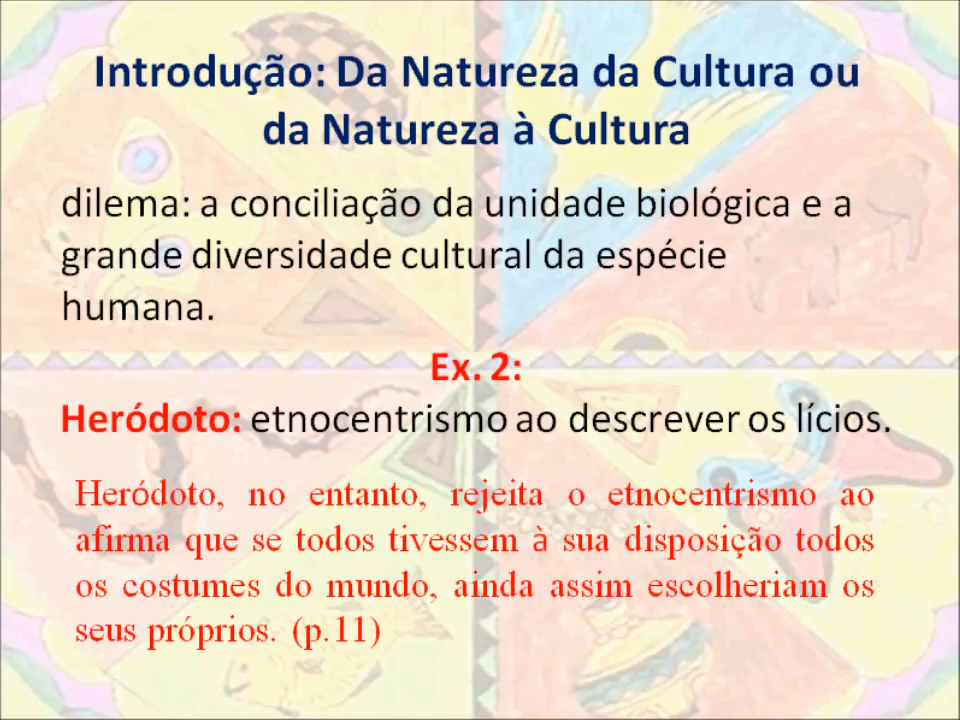 Introdução: Da Natureza da Cultura ou
da Natureza à Cultura
dilema: a conciliação da unidade biológica e a
grande diversidade cultural da espécie
humana.
Ex. 2:
Heródoto: etnocentrismo ao descrever os lícios.
Heródoto, no entanto, rejeita o etnocentrismo ao
afirma que se todos tivessem à sua disposição todos
os costumes do mundo, ainda assim escolheriam os
seus próprios. (p.11)